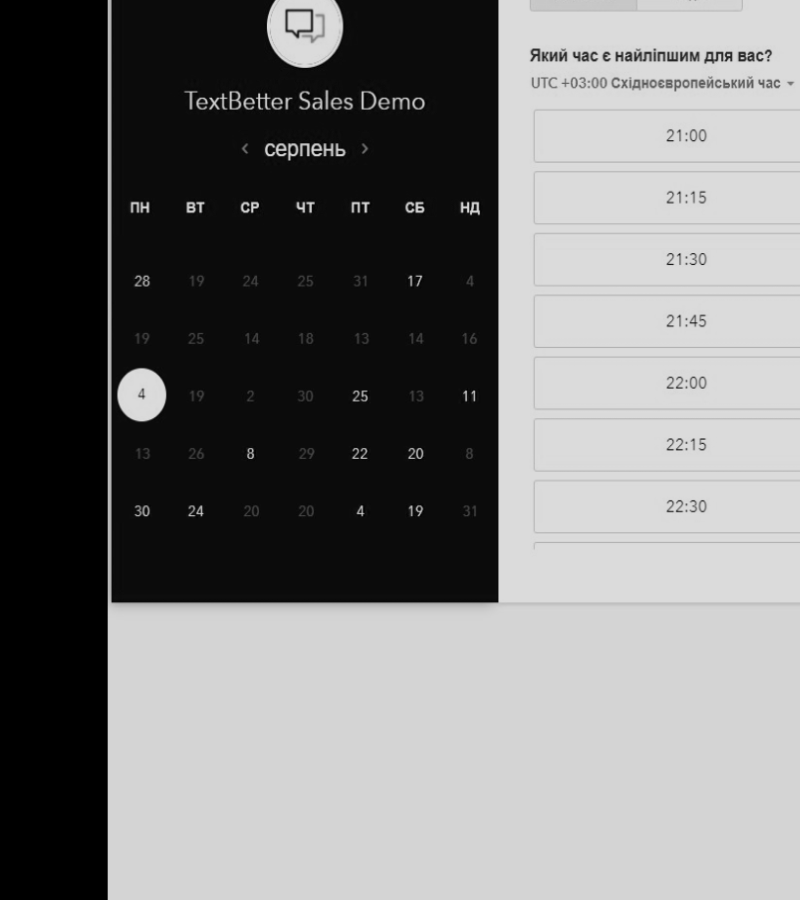 TextBetter Sales Demo
‹ серпень ›
ПН ВТ СР ЧТ ПТ СБ НД
28 19 24 25 31 17 4
19 25 14 18 13 14 16
4 19 2 30 25 13 11
13 26 8 29 22 20 8
30 24 20 20 4 19 31
Який час є найліпшим для вас?
UTC +03:00 Східноєвропейський час
21:00
21:15
21:30
21:45
22:00
22:15
22:30